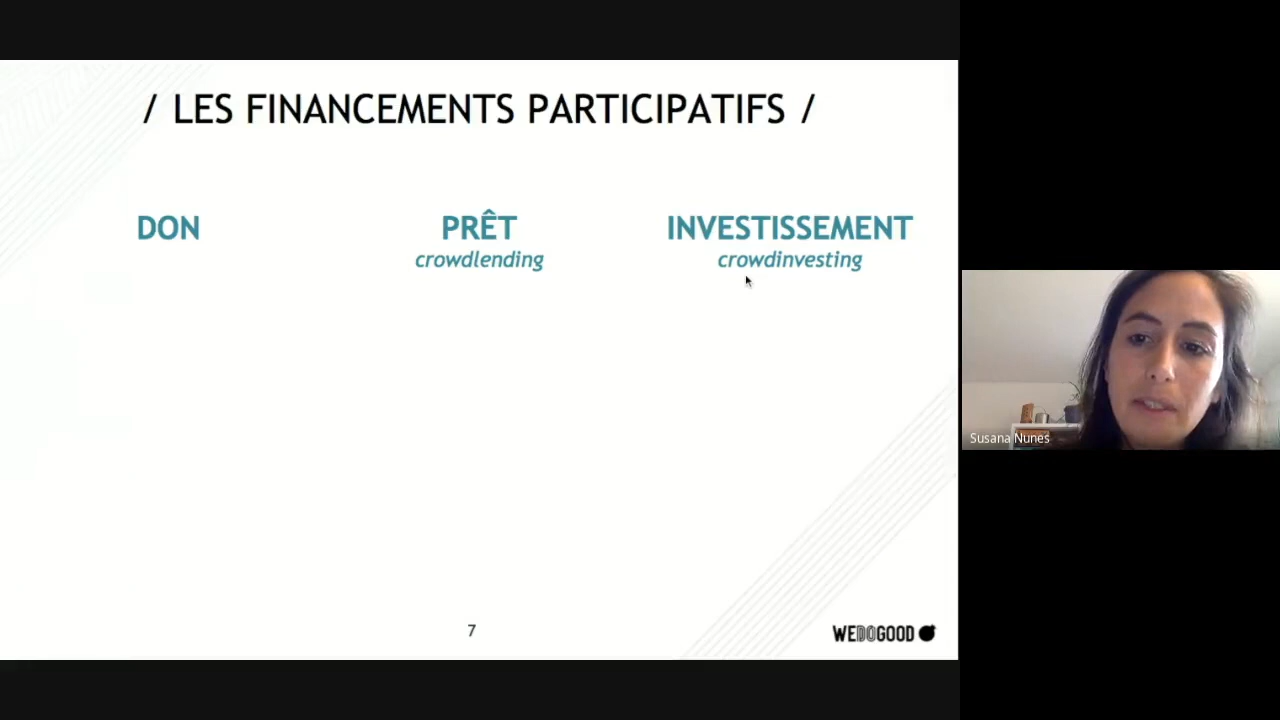 / LES FINANCEMENTS PARTICIPATIFS /
DON
PRÊT
crowdlending
INVESTISSEMENT
crowdinvesting
7
WEDOGOOD
Susana Nunes